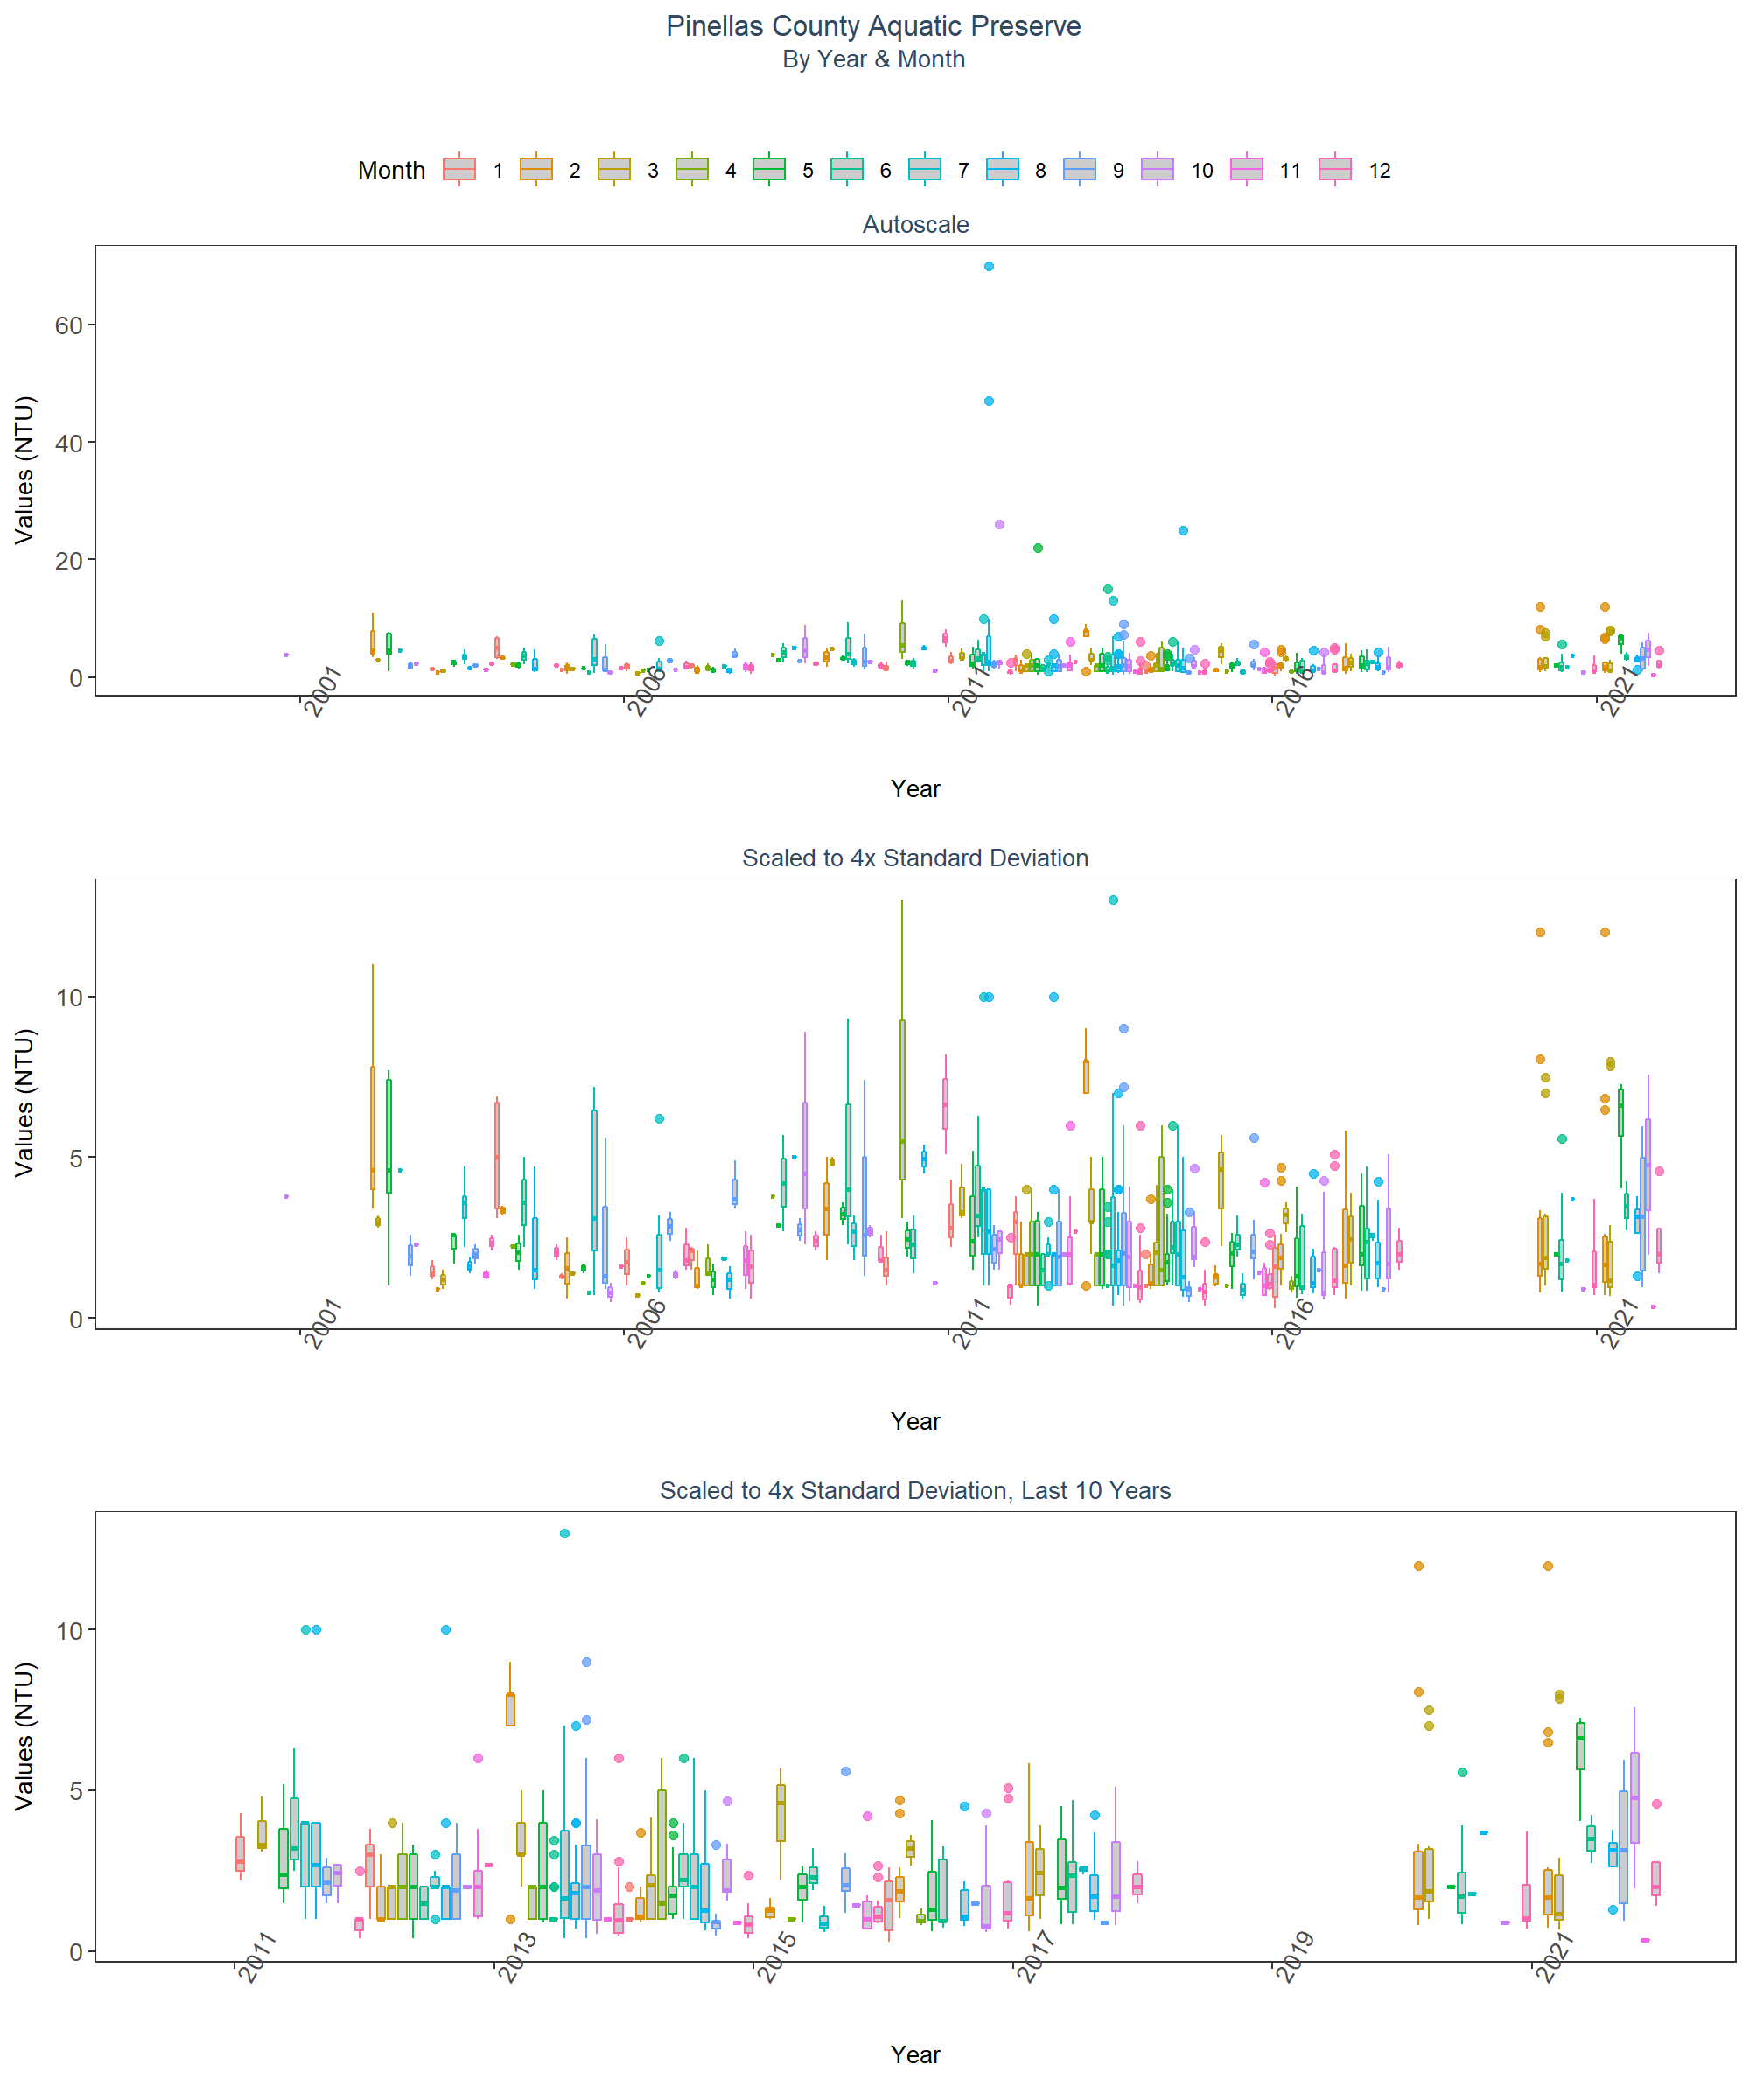 Pinellas County Aquatic Preserve
By Year & Month
Month 1 2 3 4 5 6 7 8 9 10 11 12
Autoscale
Values (NTU)
60
40
20
0
2001 2006 2011 2016 2021
Year
Scaled to 4x Standard Deviation
Values (NTU)
10
5
0
2001 2006 2011 2016 2021
Year
Scaled to 4x Standard Deviation, Last 10 Years
Values (NTU)
10
5
0
2011 2013 2015 2017 2019 2021
Year